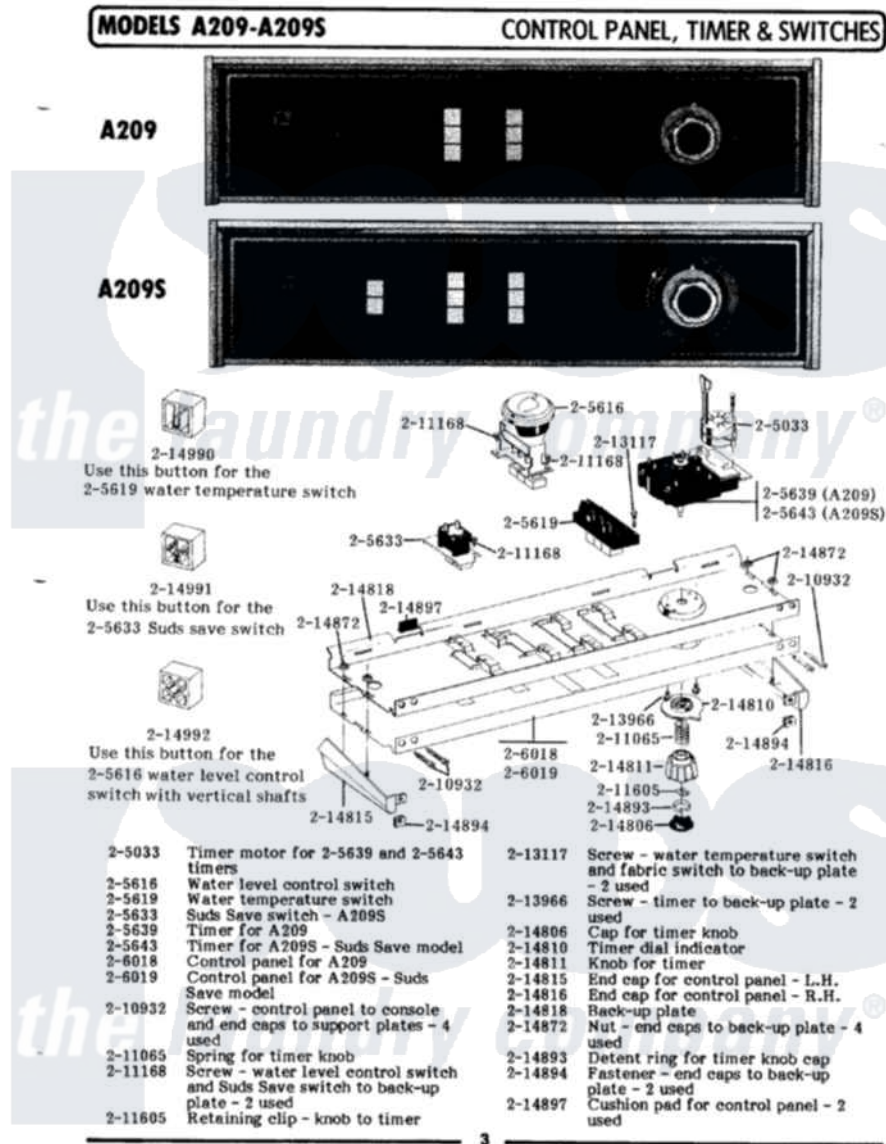 MODELS A209-A209S
CONTROL PANEL, TIMER & SWITCHES
A209
A209S
2-14990
Use this button for the
2-5619 water temperature switch
2-14991
Use this button for the
2-5633 Suds save switch
2-14992
Use this button for the
2-5616 water level control
switch with vertical shafts
2-11168
2-5616
2-13117
2-11168
2-5033
2-5639 (A209)
2-5643 (A209S)
2-5619
2-5633
2-11168
2-14872
2-10932
2-14818
2-14897
2-14872
2-13966
2-14810
2-11065
2-14894
2-14816
2-6018
2-6019
2-14811
2-10932
2-11605
2-14893
2-14806
2-14815
2-14894
the laundry company®
2-5033 Timer motor for 2-5639 and 2-5643
timers
2-5616 Water level control switch
2-5619 Water temperature switch
2-5633 Suds Save switch - A209S
2-5639 Timer for A209
2-5643 Timer for A209S - Suds Save model
2-6018 Control panel for A209
2-6019 Control panel for A209S - Suds
Save model
2-10932 Screw - control panel to console
and end caps to support plates - 4
used
2-11065 Spring for timer knob
2-11168 Screw - water level control switch
and Suds Save switch to back-up
plate - 2 used
2-11605 Retaining clip - knob to timer
2-13117 Screw - water temperature switch
and fabric switch to back-up plate
- 2 used
2-13966 Screw - timer to back-up plate - 2
used
2-14806 Cap for timer knob
2-14810 Timer dial indicator
2-14811 Knob for timer
2-14815 End cap for control panel - L.H.
2-14816 End cap for control panel - R.H.
2-14818 Back-up plate
2-14872 Nut - end caps to back-up plate - 4
used
2-14893 Detent ring for timer knob cap
2-14894 Fastener - end caps to back-up
plate - 2 used
2-14897 Cushion pad for control panel - 2
used
the laundry company®
3